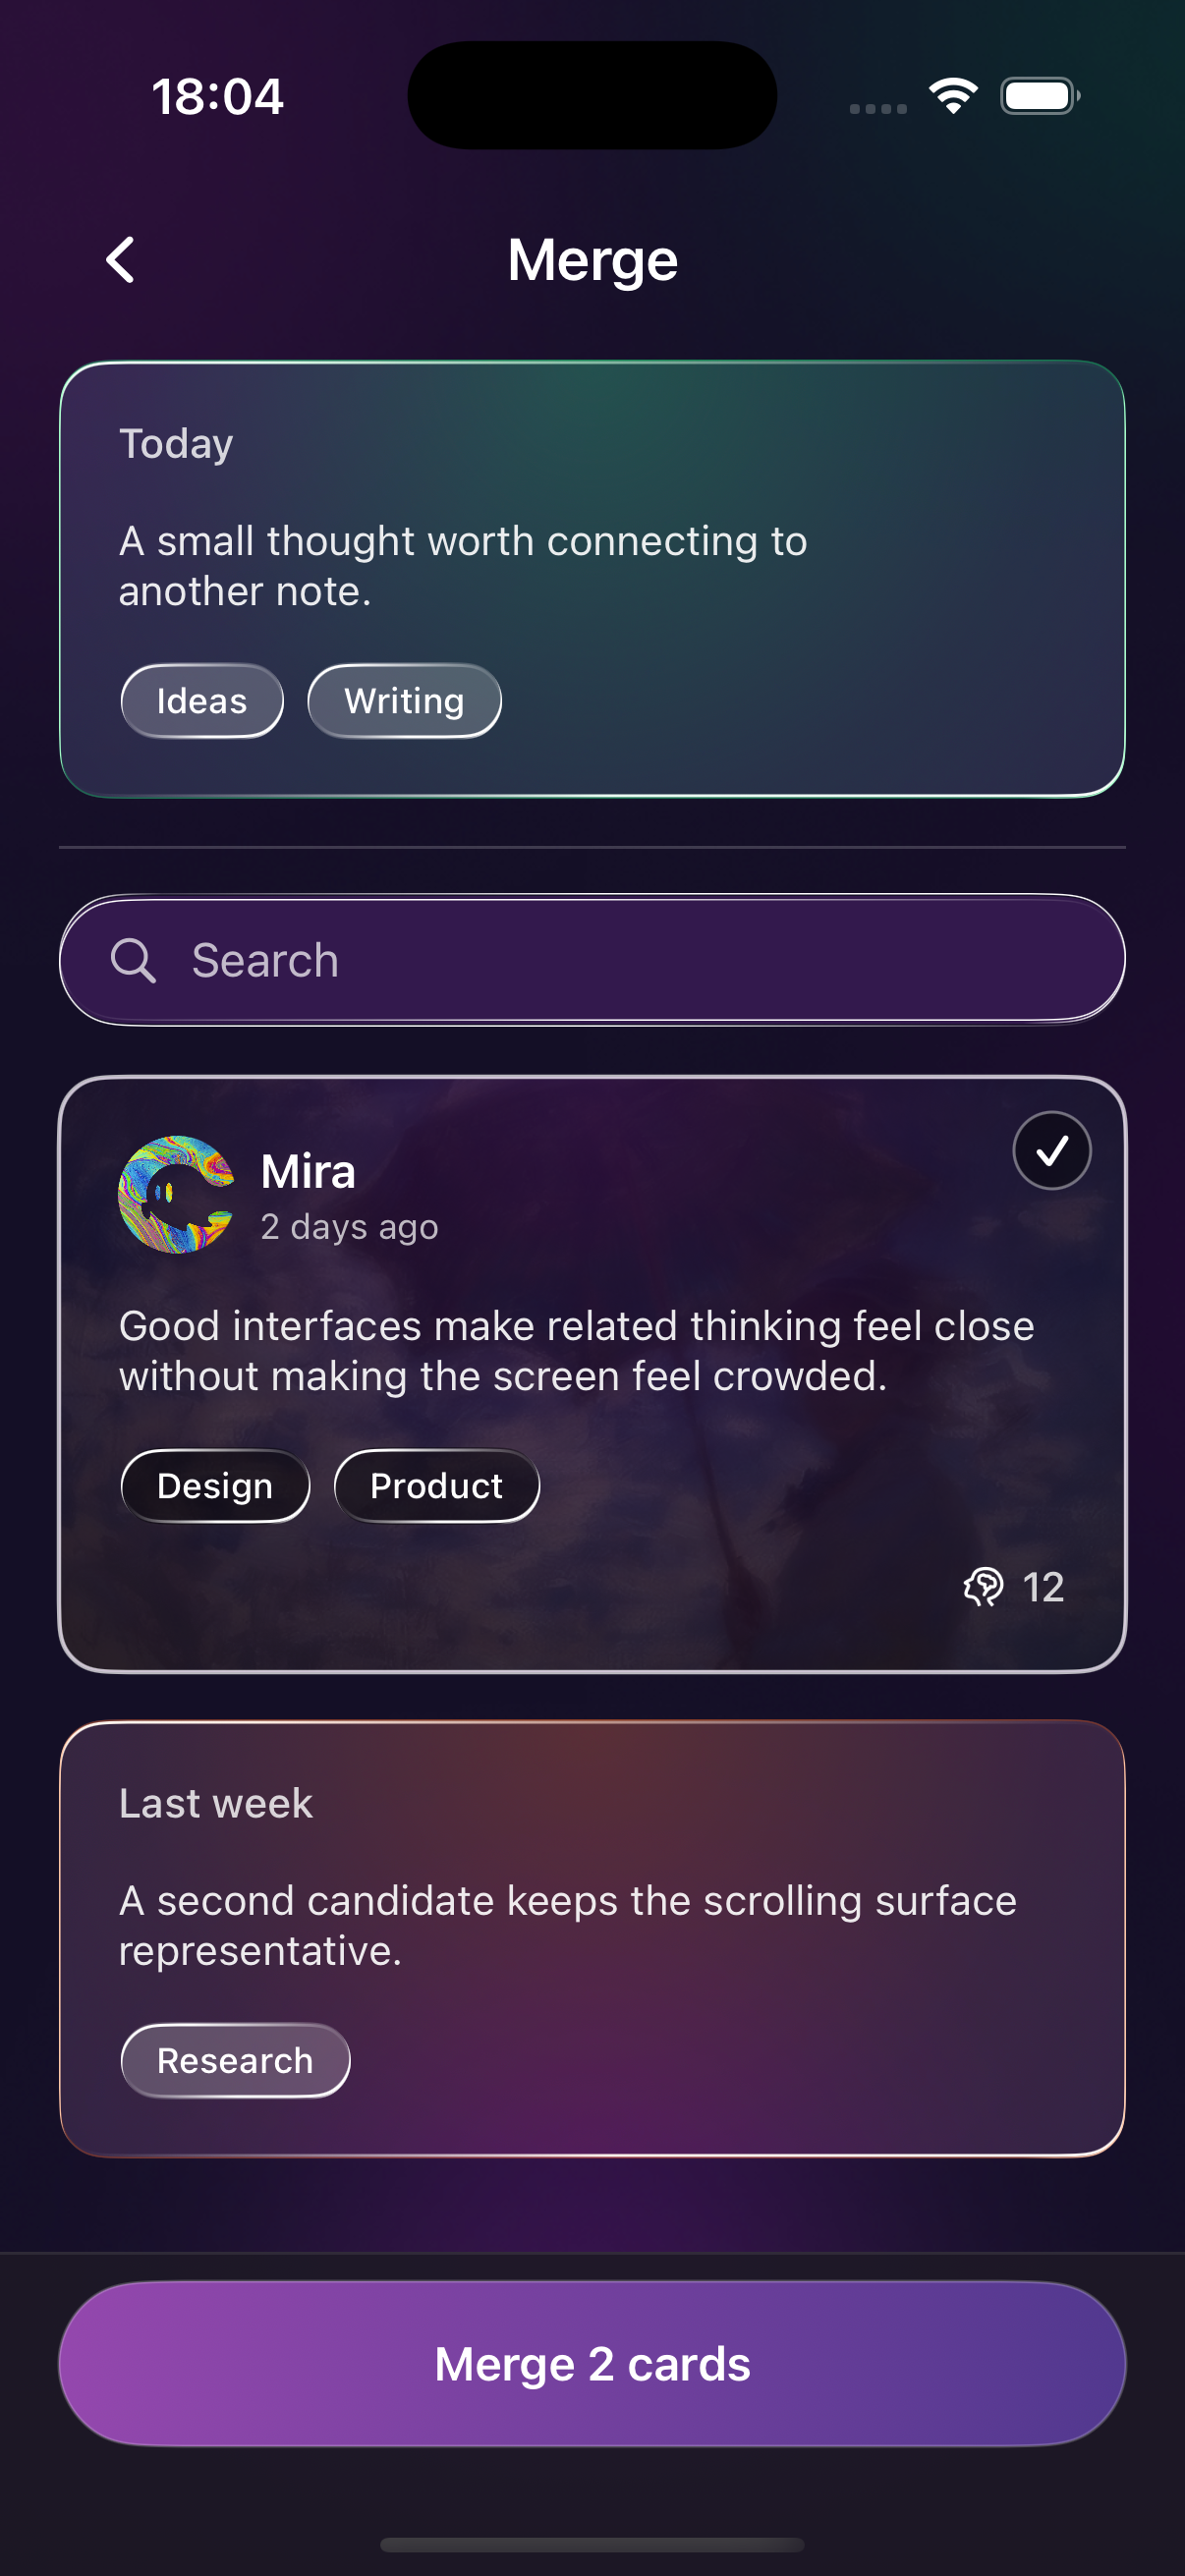 18:04
Merge
Today
A small thought worth connecting to
another note.
Ideas
Writing
Search
Mira
2 days ago
Good interfaces make related thinking feel close
without making the screen feel crowded.
Design
Product
12
Last week
A second candidate keeps the scrolling surface
representative.
Research
Merge 2 cards